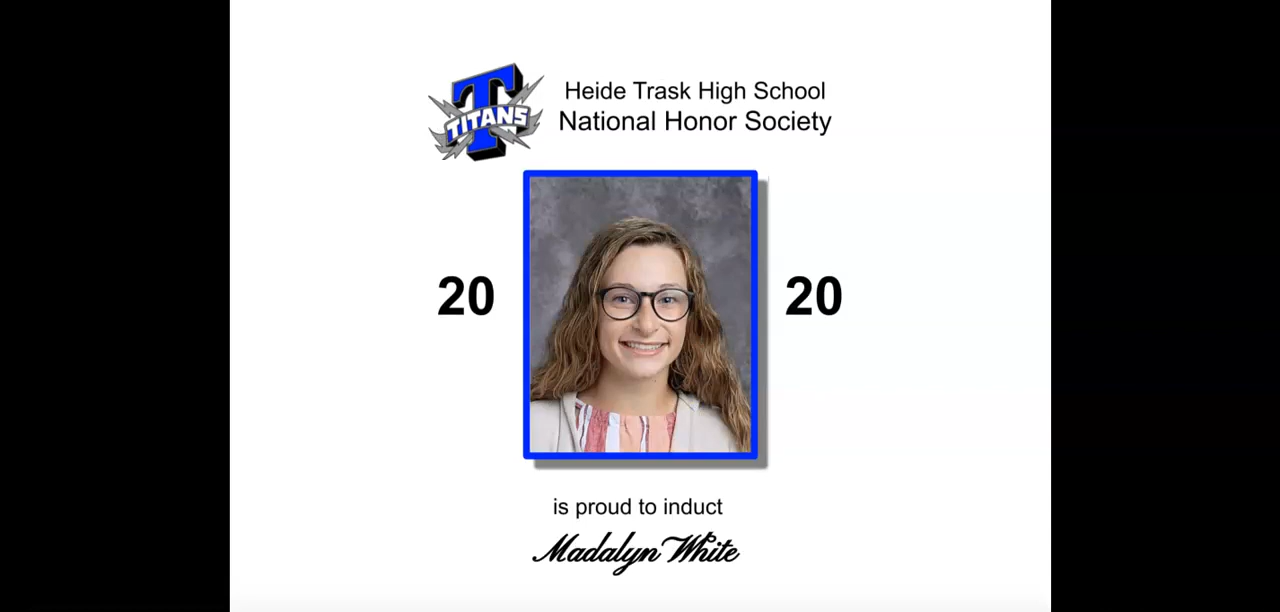 TITANS
Heide Trask High School
National Honor Society
20 20
is proud to induct
Madalyn White